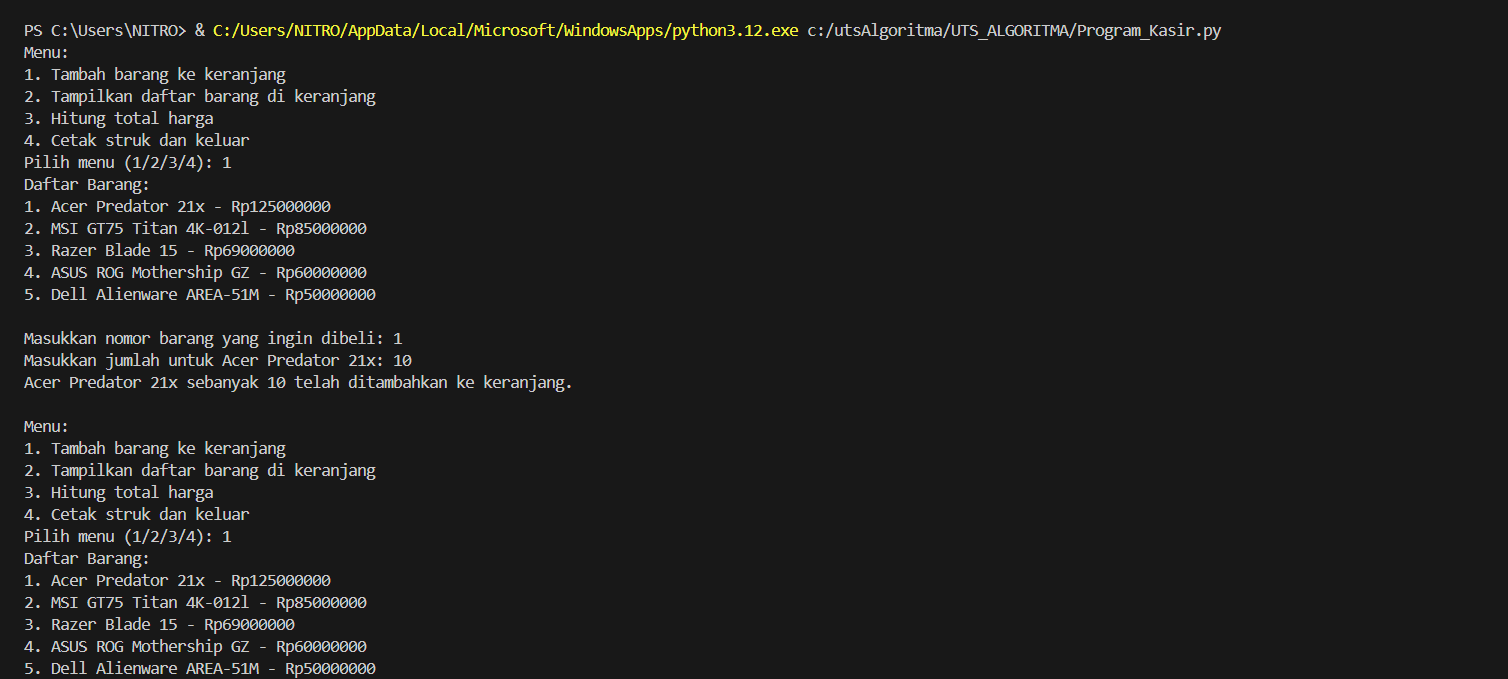 PS C:\Users\NITRO> & C:/Users/NITRO/AppData/Local/Microsoft/WindowsApps/python3.12.exe c:/utsAlgoritma/UTS_ALGORITMA/Program_Kasir.py
Menu:
1. Tambah barang ke keranjang
2. Tampilkan daftar barang di keranjang
3. Hitung total harga
4. Cetak struk dan keluar
Pilih menu (1/2/3/4): 1
Daftar Barang:
1. Acer Predator 21x - Rp125000000
2. MSI GT75 Titan 4K-012l - Rp85000000
3. Razer Blade 15 - Rp69000000
4. ASUS ROG Mothership GZ - Rp60000000
5. Dell Alienware AREA-51M - Rp50000000
Masukkan nomor barang yang ingin dibeli: 1
Masukkan jumlah untuk Acer Predator 21x: 10
Acer Predator 21x sebanyak 10 telah ditambahkan ke keranjang.
Menu:
1. Tambah barang ke keranjang
2. Tampilkan daftar barang di keranjang
3. Hitung total harga
4. Cetak struk dan keluar
Pilih menu (1/2/3/4): 1
Daftar Barang:
1. Acer Predator 21x - Rp125000000
2. MSI GT75 Titan 4K-012l - Rp85000000
3. Razer Blade 15 - Rp69000000
4. ASUS ROG Mothership GZ - Rp60000000
5. Dell Alienware AREA-51M - Rp50000000